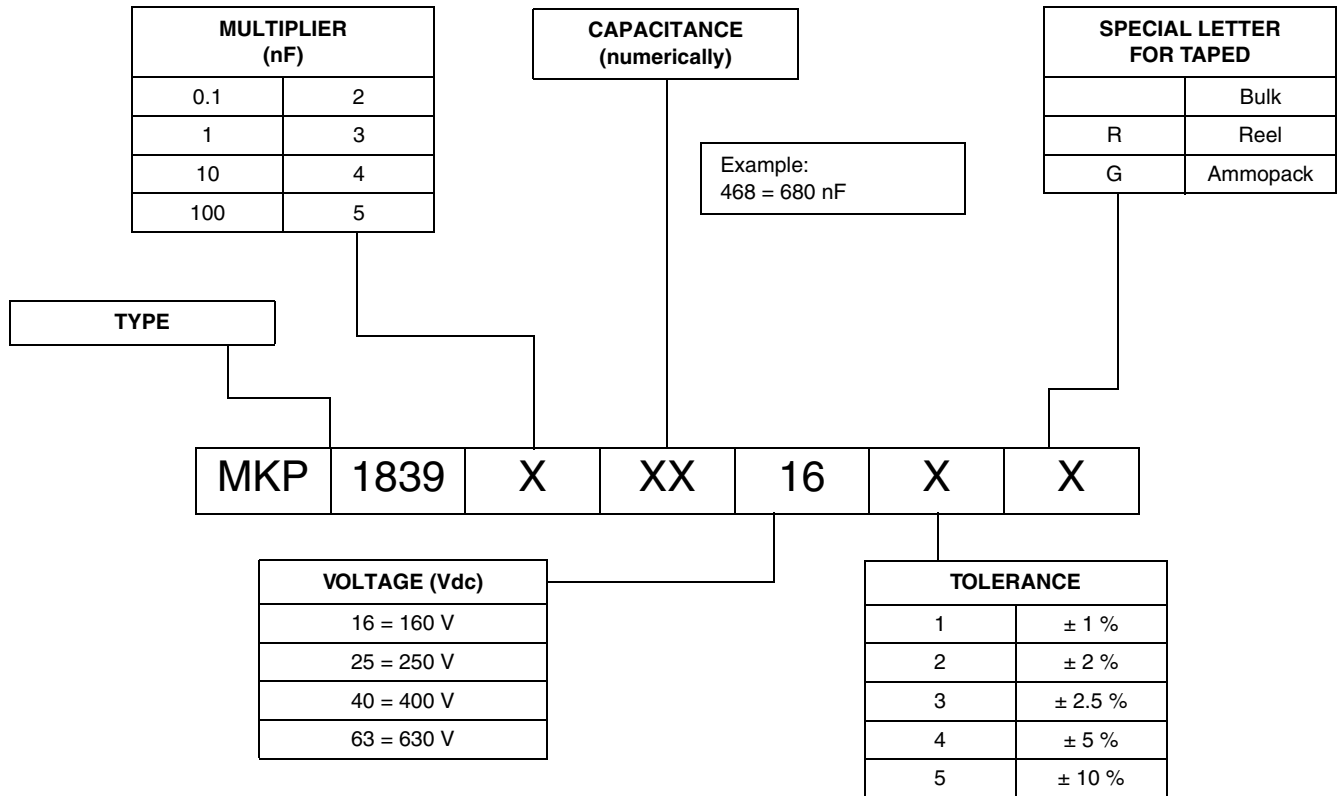 MULTIPLIER
(nF)
0.1 2
1 3
10 4
100 5
CAPACITANCE
(numerically)
SPECIAL LETTER
FOR TAPED
Bulk
R Reel
G Ammopack
Example:
468 = 680 nF
TYPE
MKP 1839 X XX 16 X X
VOLTAGE (Vdc)
16 = 160 V
25 = 250 V
40 = 400 V
63 = 630 V
TOLERANCE
1 ± 1 %
2 ± 2 %
3 ± 2.5 %
4 ± 5 %
5 ± 10 %